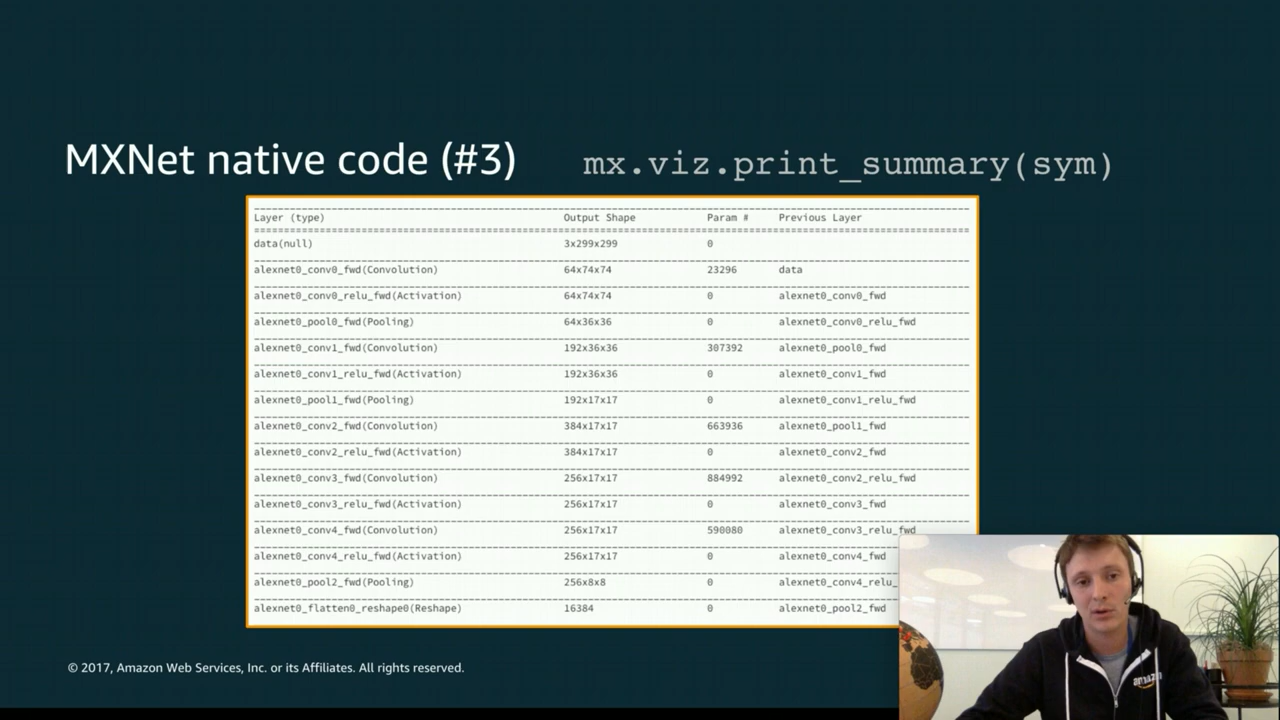 MXNet native code (#3) mx.viz.print_summary(sym)
Layer (type) Output Shape Param # Previous Layer
data(null) 3x299x299 0
alexnet0_conv0_fwd(Convolution) 64x74x74 23296 data
alexnet0_conv0_relu_fwd(Activation) 64x74x74 0 alexnet0_conv0_fwd
alexnet0_pool0_fwd(Pooling) 64x36x36 0 alexnet0_conv0_relu_fwd
alexnet0_conv1_fwd(Convolution) 192x36x36 307392 alexnet0_pool0_fwd
alexnet0_conv1_relu_fwd(Activation) 192x36x36 0 alexnet0_conv1_fwd
alexnet0_pool1_fwd(Pooling) 192x17x17 0 alexnet0_conv1_relu_fwd
alexnet0_conv2_fwd(Convolution) 384x17x17 663936 alexnet0_pool1_fwd
alexnet0_conv2_relu_fwd(Activation) 384x17x17 0 alexnet0_conv2_fwd
alexnet0_conv3_fwd(Convolution) 256x17x17 884992 alexnet0_conv2_relu_fwd
alexnet0_conv3_relu_fwd(Activation) 256x17x17 0 alexnet0_conv3_fwd
alexnet0_conv4_fwd(Convolution) 256x17x17 590080 alexnet0_conv3_relu_fwd
alexnet0_conv4_relu_fwd(Activation) 256x17x17 0 alexnet0_conv4_fwd
alexnet0_pool2_fwd(Pooling) 256x8x8 0 alexnet0_conv4_relu_
alexnet0_flatten0_reshape0(Reshape) 16384 0 alexnet0_pool2_fwd
© 2017, Amazon Web Services, Inc. or its Affiliates. All rights reserved.
amazon